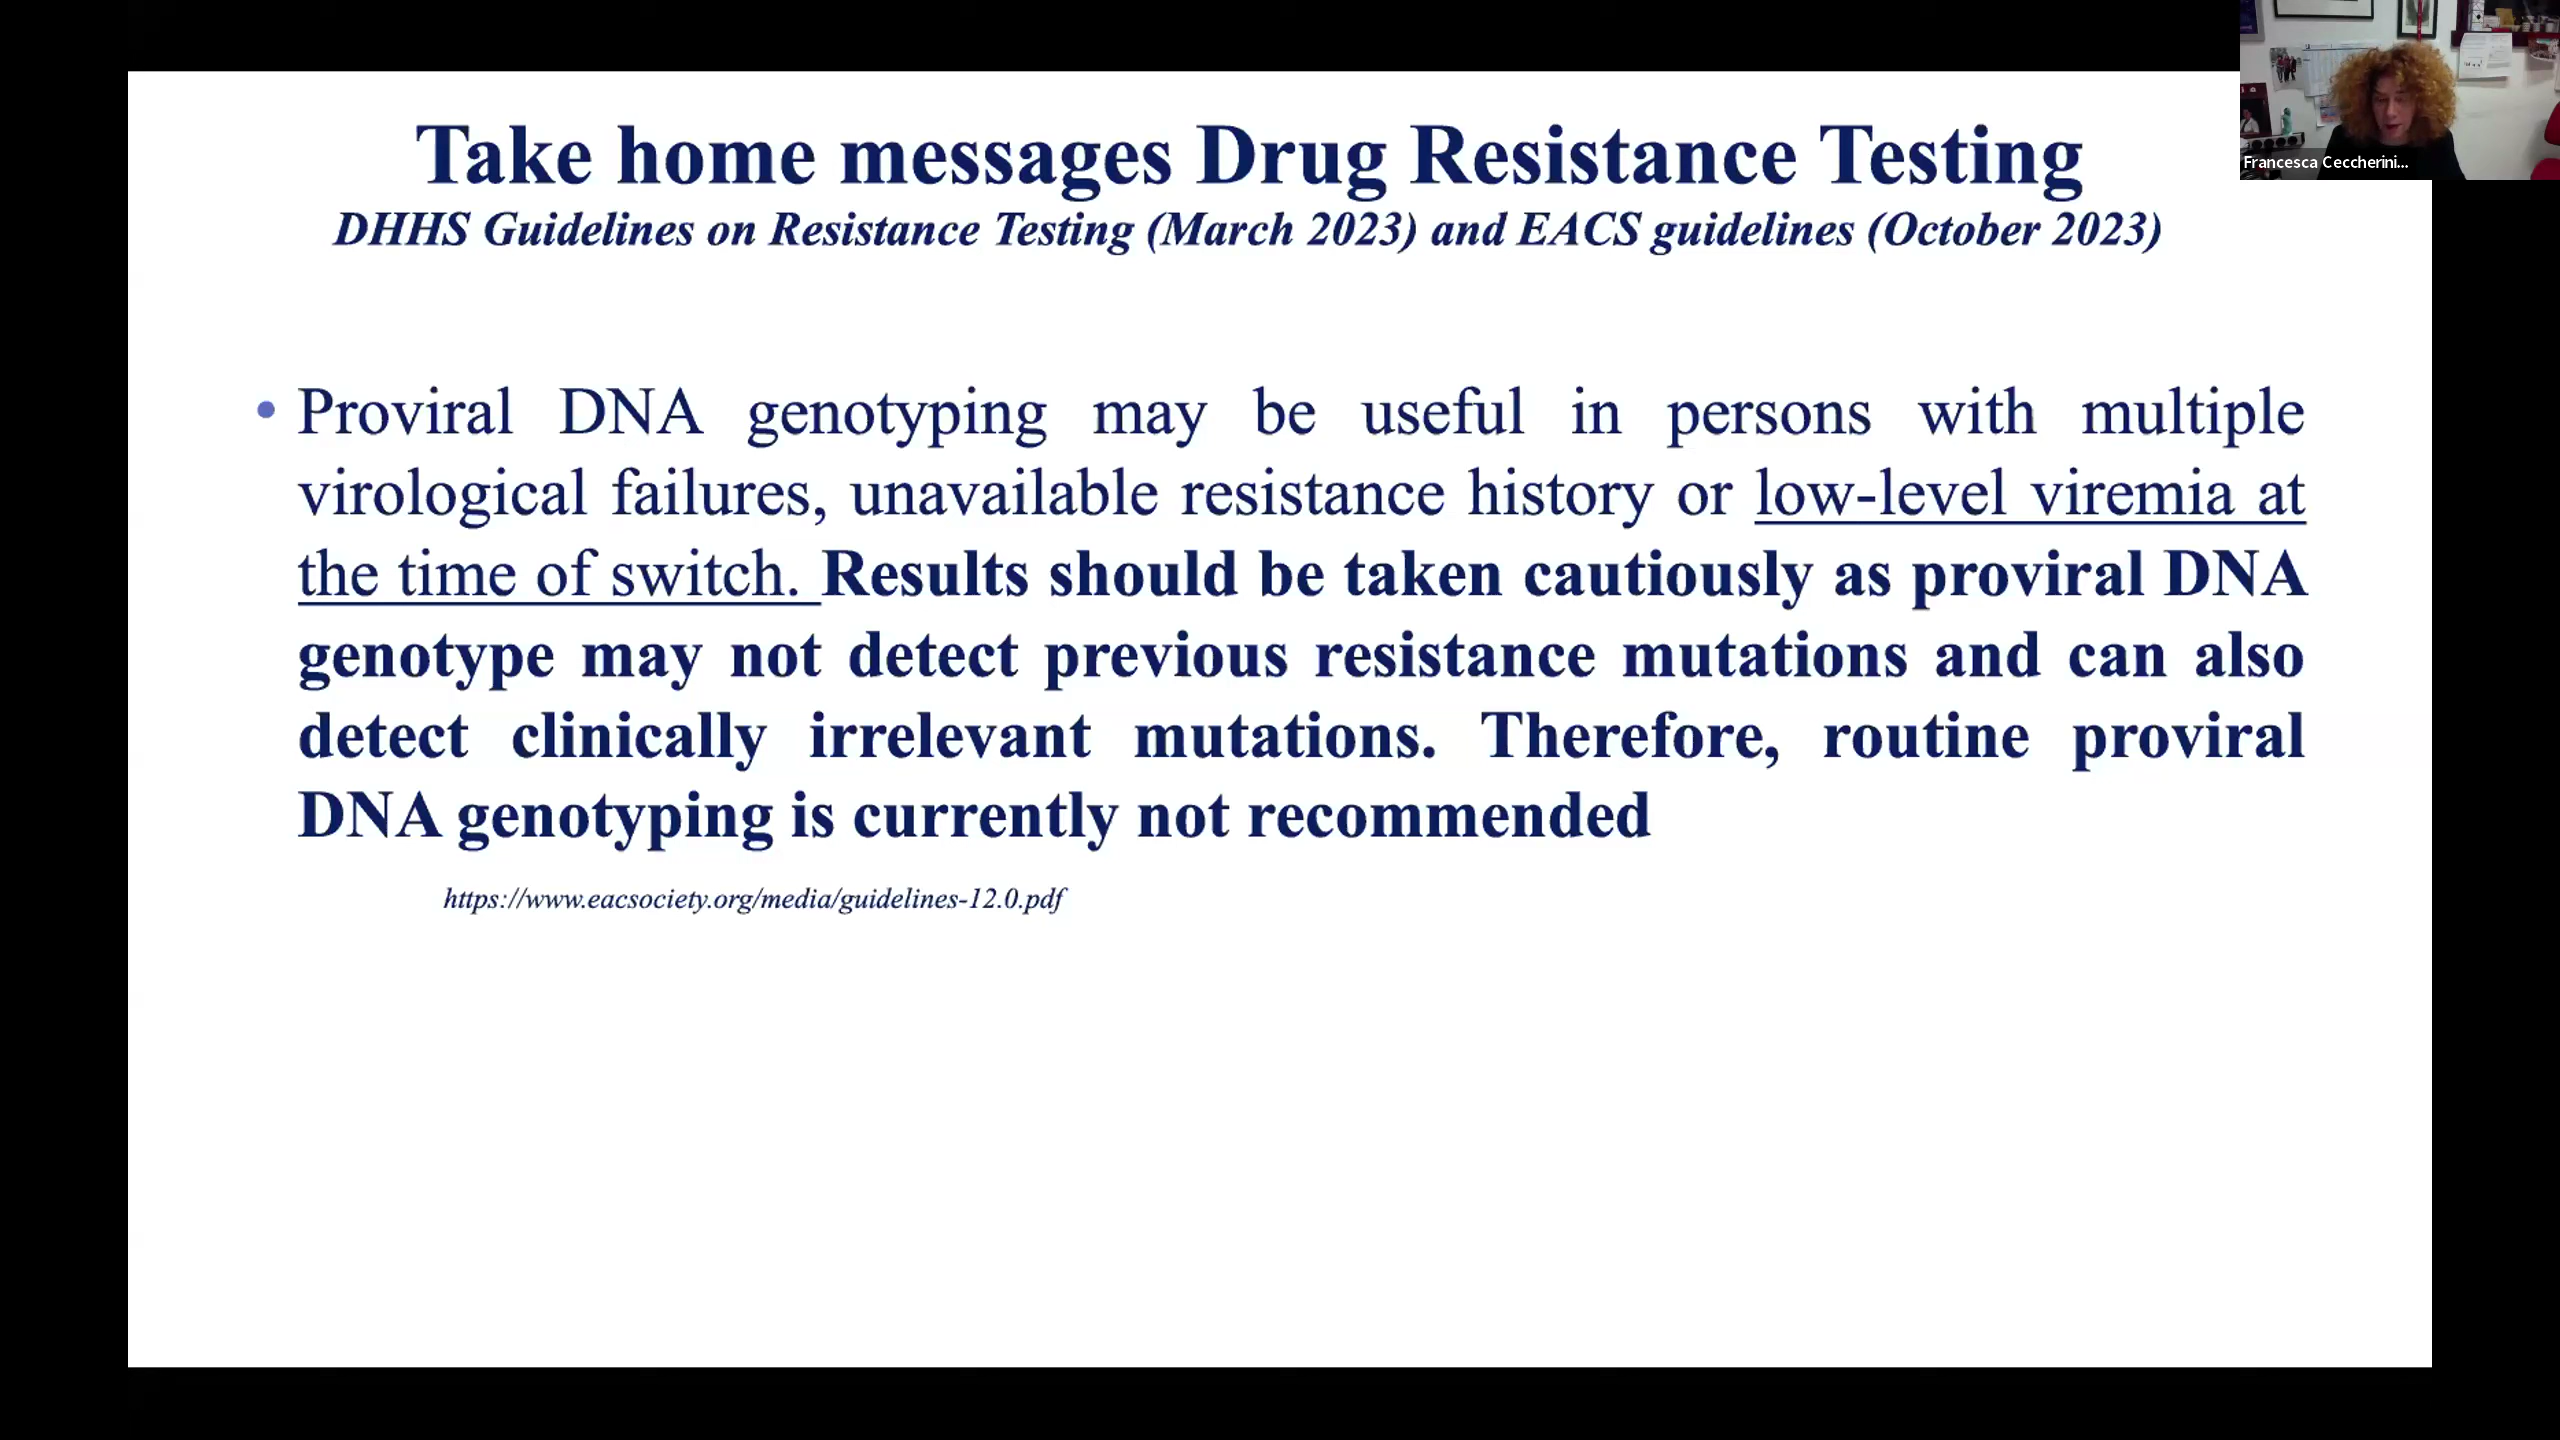 Take home messages Drug Resistance Testing
DHHS Guidelines on Resistance Testing (March 2023) and EACS guidelines (October 2023)
Francesca Ceccherini...
• Proviral DNA genotyping may be useful in persons with multiple
virological failures, unavailable resistance history or low-level viremia at
the time of switch. Results should be taken cautiously as proviral DNA
genotype may not detect previous resistance mutations and can also
detect clinically irrelevant mutations. Therefore, routine proviral
DNA genotyping is currently not recommended
https://www.eacsociety.org/media/guidelines-12.0.pdf